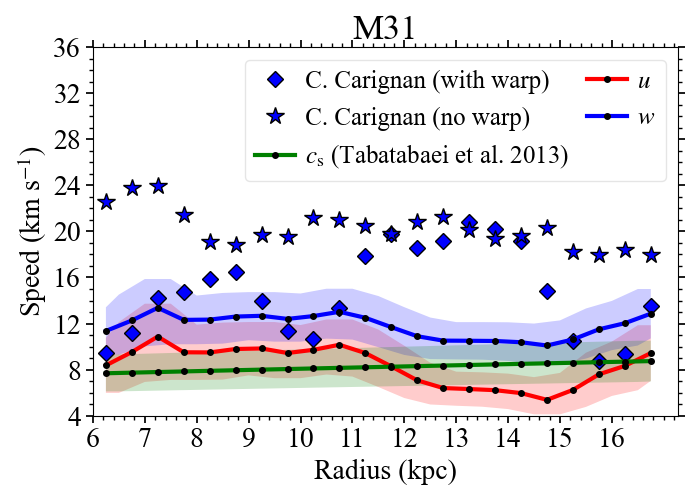 M31
36
32
28
24
20
16
12
8
4
Speed (km s⁻¹)
C. Carignan (with warp)
C. Carignan (no warp)
cₛ (Tabatabaei et al. 2013)
u
w
6 7 8 9 10 11 12 13 14 15 16
Radius (kpc)